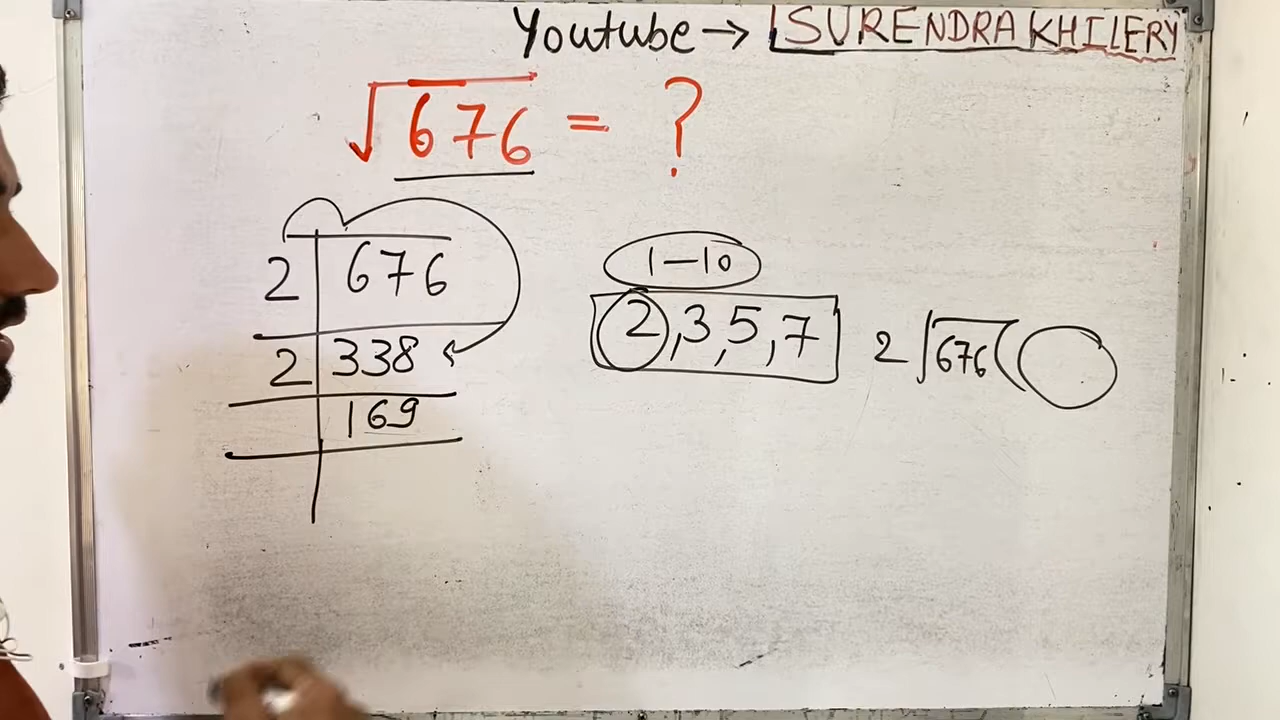 Youtube → SURENDRA KHILERY
√676 = ?
2 | 676
2 | 338
169
1-10
2, 3, 5, 7
2 √676 (